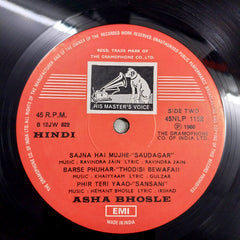 REGD. TRADE MARK OF
THE GRAMOPHONE CO. LTD.
HIS MASTER'S VOICE
45 R.P.M.
HINDI
SIDE TWO
45NLP 1152
THE GRAMOPHONE
CO. OF INDIA LTD.
SAJNA HAI MUJHE-"SAUDAGAR"
MUSIC : RAVINDRA JAIN LYRIC : RAVINDRA JAIN
BARSE PHUHAR-"THODISI BEWAFAII"
MUSIC : KHAIYYAAM LYRIC : GULZAR
PHIR TERI YAAD-"SANSANI"
MUSIC : HEMANT BHOSLE LYRIC : IRSHAD
ASHA BHOSLE
EMI
MADE IN INDIA